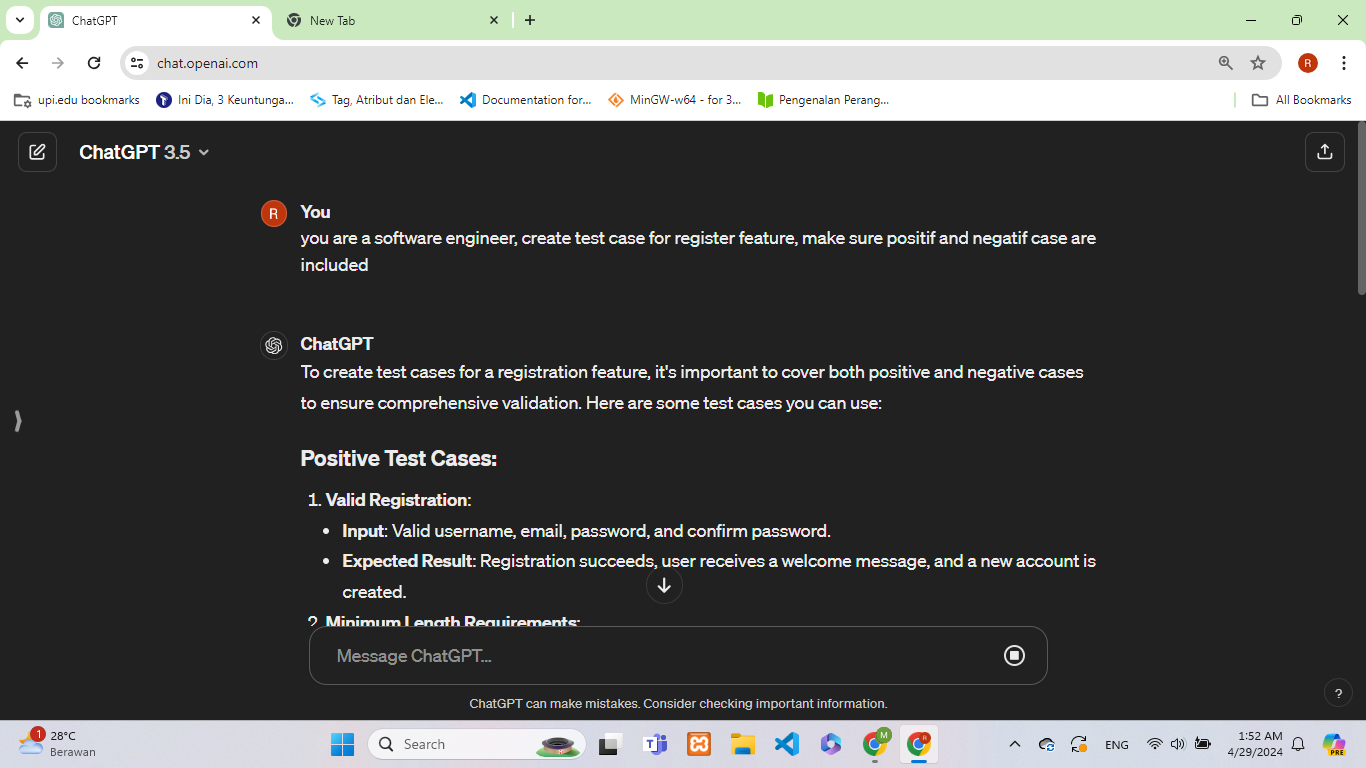 ChatGPT
New Tab
chat.openai.com
R
upi.edu bookmarks
Ini Dia, 3 Keuntunga...
Tag, Atribut dan Ele...
Documentation for...
MinGW-w64 - for 3...
Pengenalan Perang...
All Bookmarks
ChatGPT 3.5
R
You
you are a software engineer, create test case for register feature, make sure positif and negatif case are
included
ChatGPT
To create test cases for a registration feature, it's important to cover both positive and negative cases
to ensure comprehensive validation. Here are some test cases you can use:
Positive Test Cases:
1. Valid Registration:
• Input: Valid username, email, password, and confirm password.
• Expected Result: Registration succeeds, user receives a welcome message, and a new account is
created.
2. Minimum Length Requirements:
Message ChatGPT...
ChatGPT can make mistakes. Consider checking important information.
?
1
28°C
Berawan
Search
M
R
ENG
1:52 AM
4/29/2024
PRE